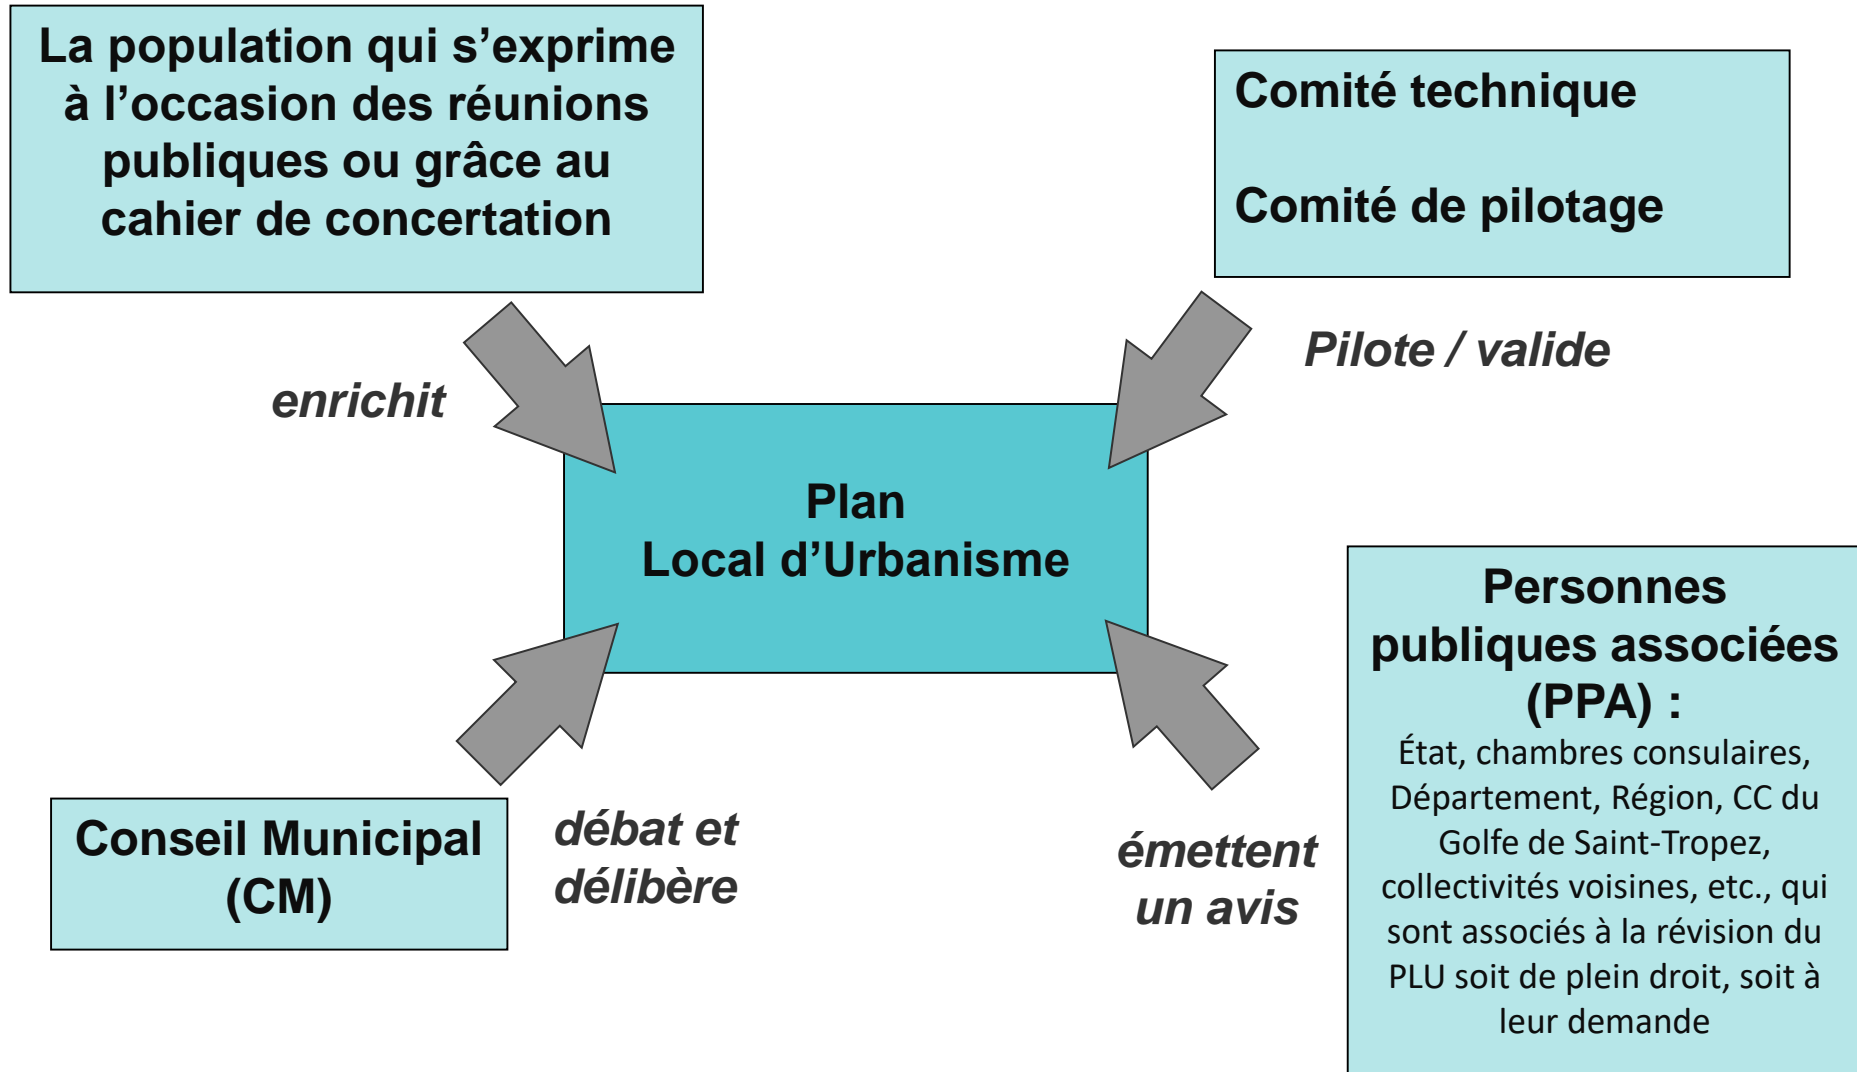 La population qui s’exprime
à l’occasion des réunions
publiques ou grâce au
cahier de concertation
Comité technique
Comité de pilotage
enrichit
Pilote / valide
Plan
Local d’Urbanisme
Conseil Municipal
(CM)
débat et
délibère
émettent
un avis
Personnes
publiques associées
(PPA) :
État, chambres consulaires,
Département, Région, CC du
Golfe de Saint-Tropez,
collectivités voisines, etc., qui
sont associés à la révision du
PLU soit de plein droit, soit à
leur demande